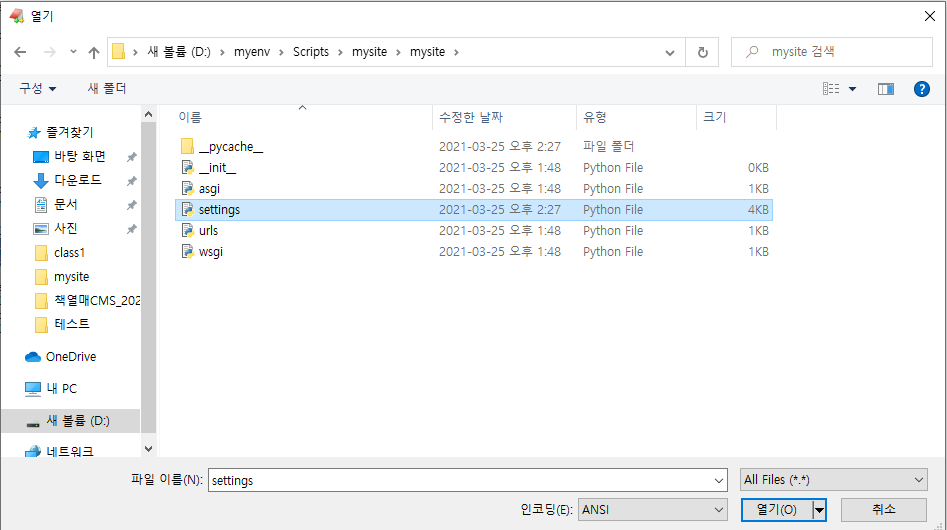 열기
새 볼륨 (D:) › myenv › Scripts › mysite › mysite ›
mysite 검색
구성 새 폴더
이름 수정한 날짜 유형 크기
__pycache__ 2021-03-25 오후 2:27 파일 폴더
__init__ 2021-03-25 오후 1:48 Python File 0KB
asgi 2021-03-25 오후 1:48 Python File 1KB
settings 2021-03-25 오후 2:27 Python File 4KB
urls 2021-03-25 오후 1:48 Python File 1KB
wsgi 2021-03-25 오후 1:48 Python File 1KB
즐겨찾기
바탕 화면
다운로드
문서
사진
class1
mysite
책열매CMS_202
테스트
OneDrive
내 PC
새 볼륨 (D:)
네트워크
파일 이름(N): settings All Files (*.*)
인코딩(E): ANSI 열기(O) 취소